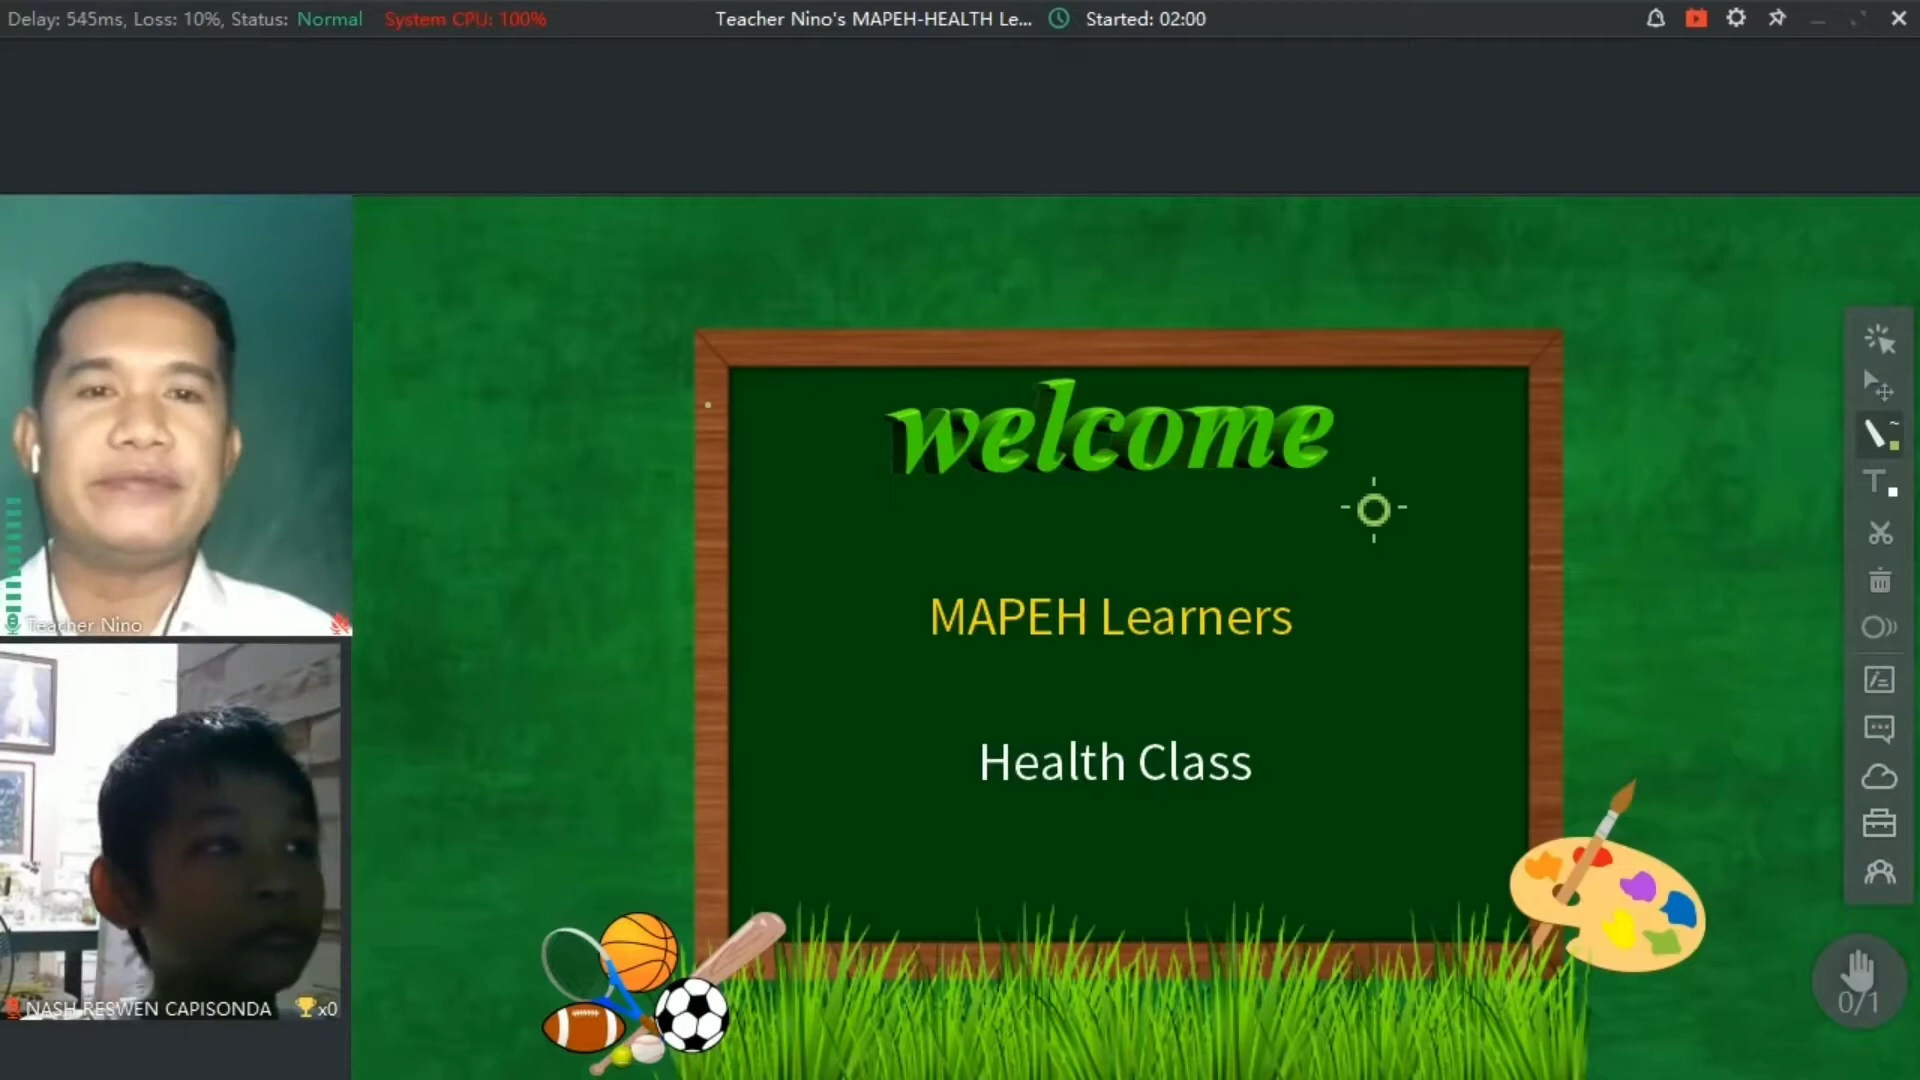 Delay: 545ms, Loss: 10%, Status: Normal System CPU: 100%
Teacher Nino's MAPEH-HEALTH Le... Started: 02:00
welcome
MAPEH Learners
Health Class
Teacher Nino
NASH RESWEN CAPISONDA x0
0/1